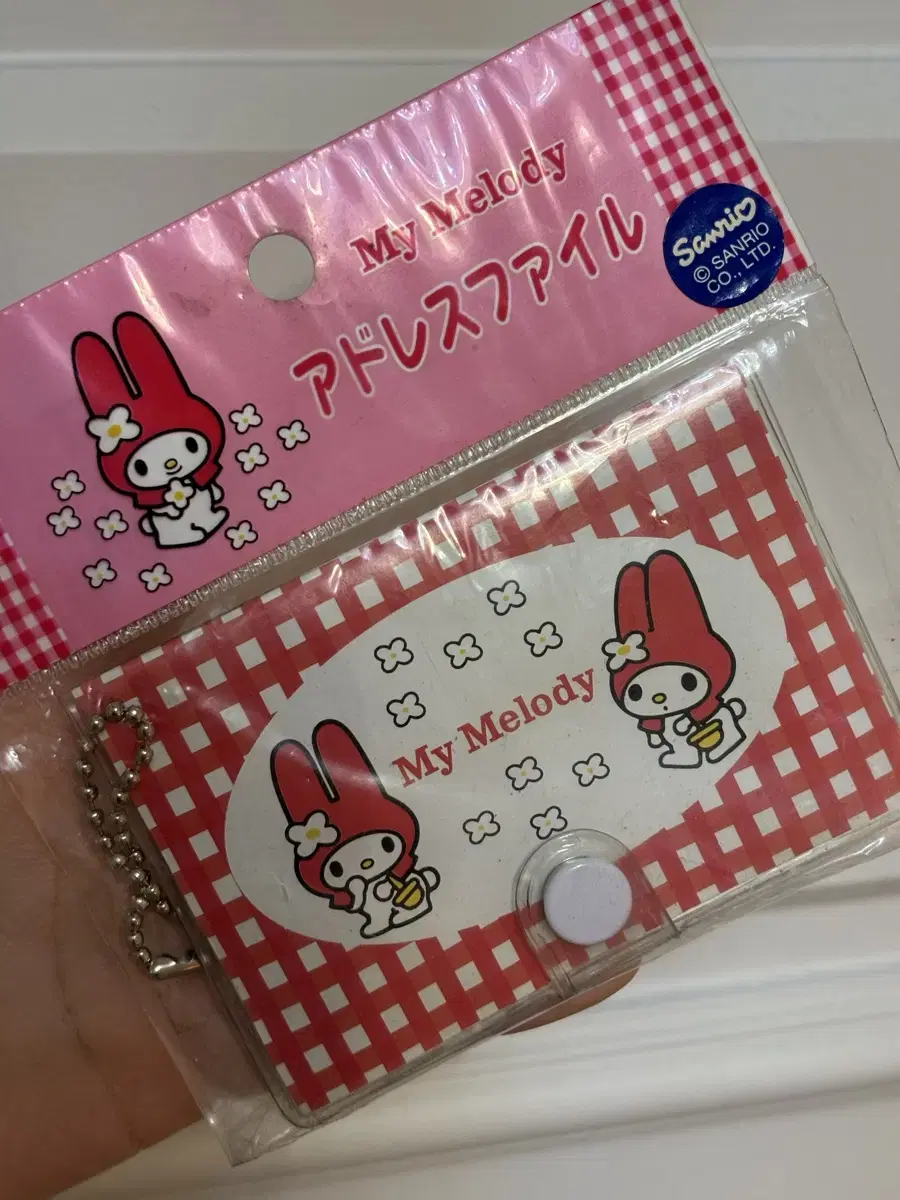 My Melody
アドレスファイル
Sanrio
© SANRIO
CO., LTD.
My Melody